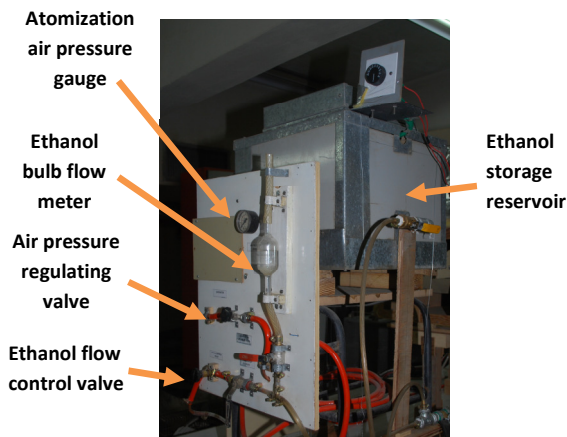 Atomization
air pressure
gauge
Ethanol
bulb flow
meter
Air pressure
regulating
valve
Ethanol flow
control valve
Ethanol
storage
reservoir